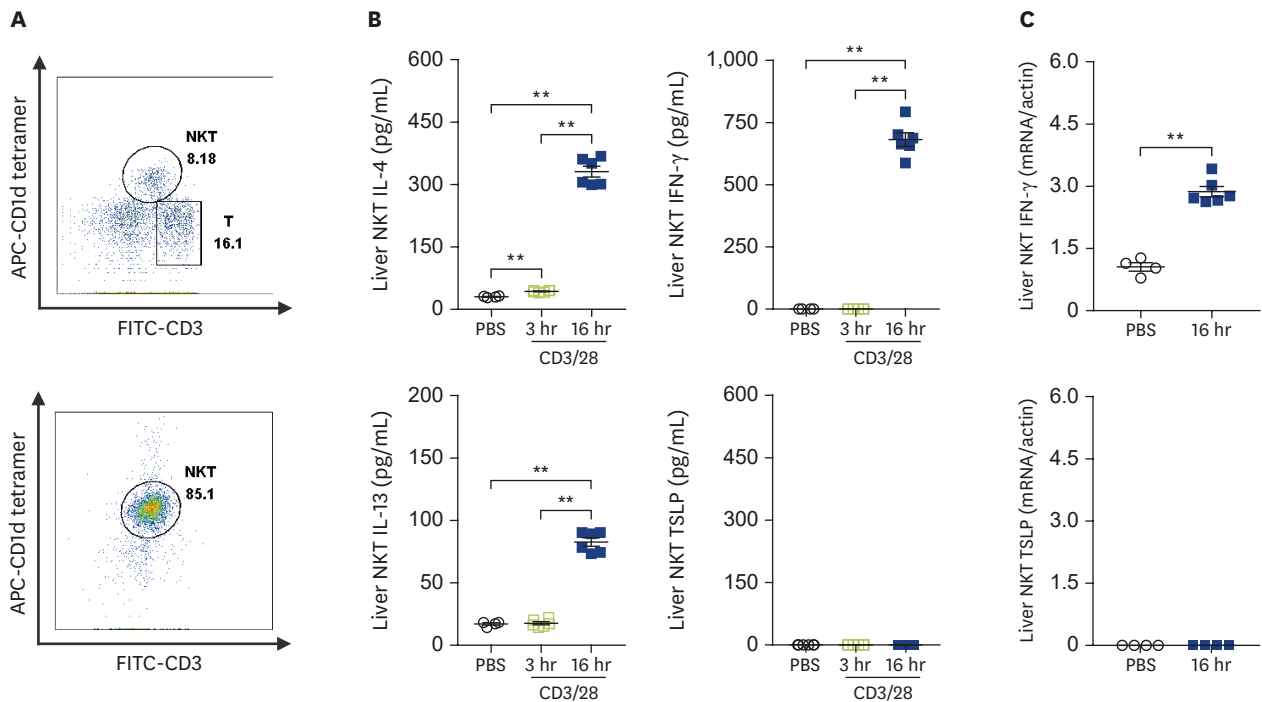 A
APC-CD1d tetramer
NKT
8.18
T
16.1
FITC-CD3
APC-CD1d tetramer
NKT
85.1
FITC-CD3
B
Liver NKT IL-4 (pg/mL)
600
450
300
150
0
**
**
**
PBS
3 hr
16 hr
CD3/28
Liver NKT IFN-γ (pg/mL)
1,000
750
500
250
0
**
**
PBS
3 hr
16 hr
CD3/28
Liver NKT IL-13 (pg/mL)
200
150
100
50
0
**
**
PBS
3 hr
16 hr
CD3/28
Liver NKT TSLP (pg/mL)
600
450
300
150
0
PBS
3 hr
16 hr
CD3/28
C
Liver NKT IFN-γ (mRNA/actin)
6.0
4.5
3.0
1.5
0
**
PBS
16 hr
Liver NKT TSLP (mRNA/actin)
6.0
4.5
3.0
1.5
0
PBS
16 hr